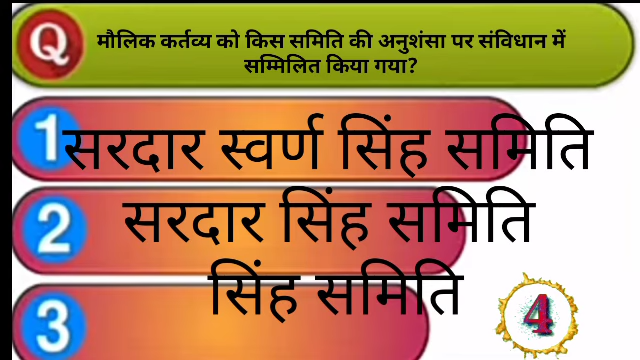 Q मौलिक कर्तव्य को किस समिति की अनुशंसा पर संविधान में
सम्मिलित किया गया?
1 सरदार स्वर्ण सिंह समिति
2 सरदार सिंह समिति
3 सिंह समिति
4